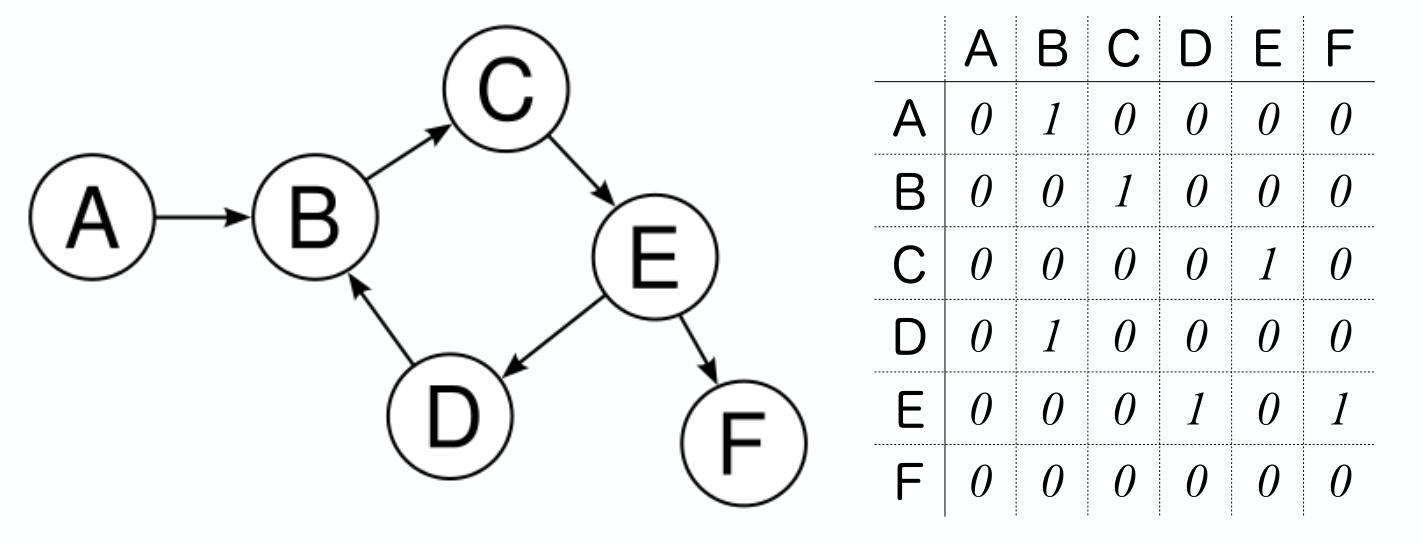 C
A
B
E
D
F
A B C D E F
A 0 1 0 0 0 0
B 0 0 1 0 0 0
C 0 0 0 0 1 0
D 0 1 0 0 0 0
E 0 0 0 1 0 1
F 0 0 0 0 0 0